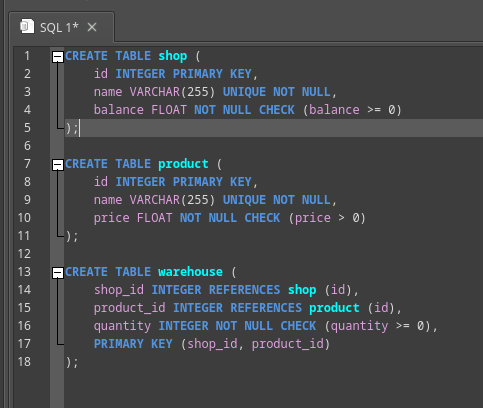 SQL 1* ×
1 CREATE TABLE shop (
2     id INTEGER PRIMARY KEY,
3     name VARCHAR(255) UNIQUE NOT NULL,
4     balance FLOAT NOT NULL CHECK (balance >= 0)
5 );
6
7 CREATE TABLE product (
8     id INTEGER PRIMARY KEY,
9     name VARCHAR(255) UNIQUE NOT NULL,
10     price FLOAT NOT NULL CHECK (price > 0)
11 );
12
13 CREATE TABLE warehouse (
14     shop_id INTEGER REFERENCES shop (id),
15     product_id INTEGER REFERENCES product (id),
16     quantity INTEGER NOT NULL CHECK (quantity >= 0),
17     PRIMARY KEY (shop_id, product_id)
18 );